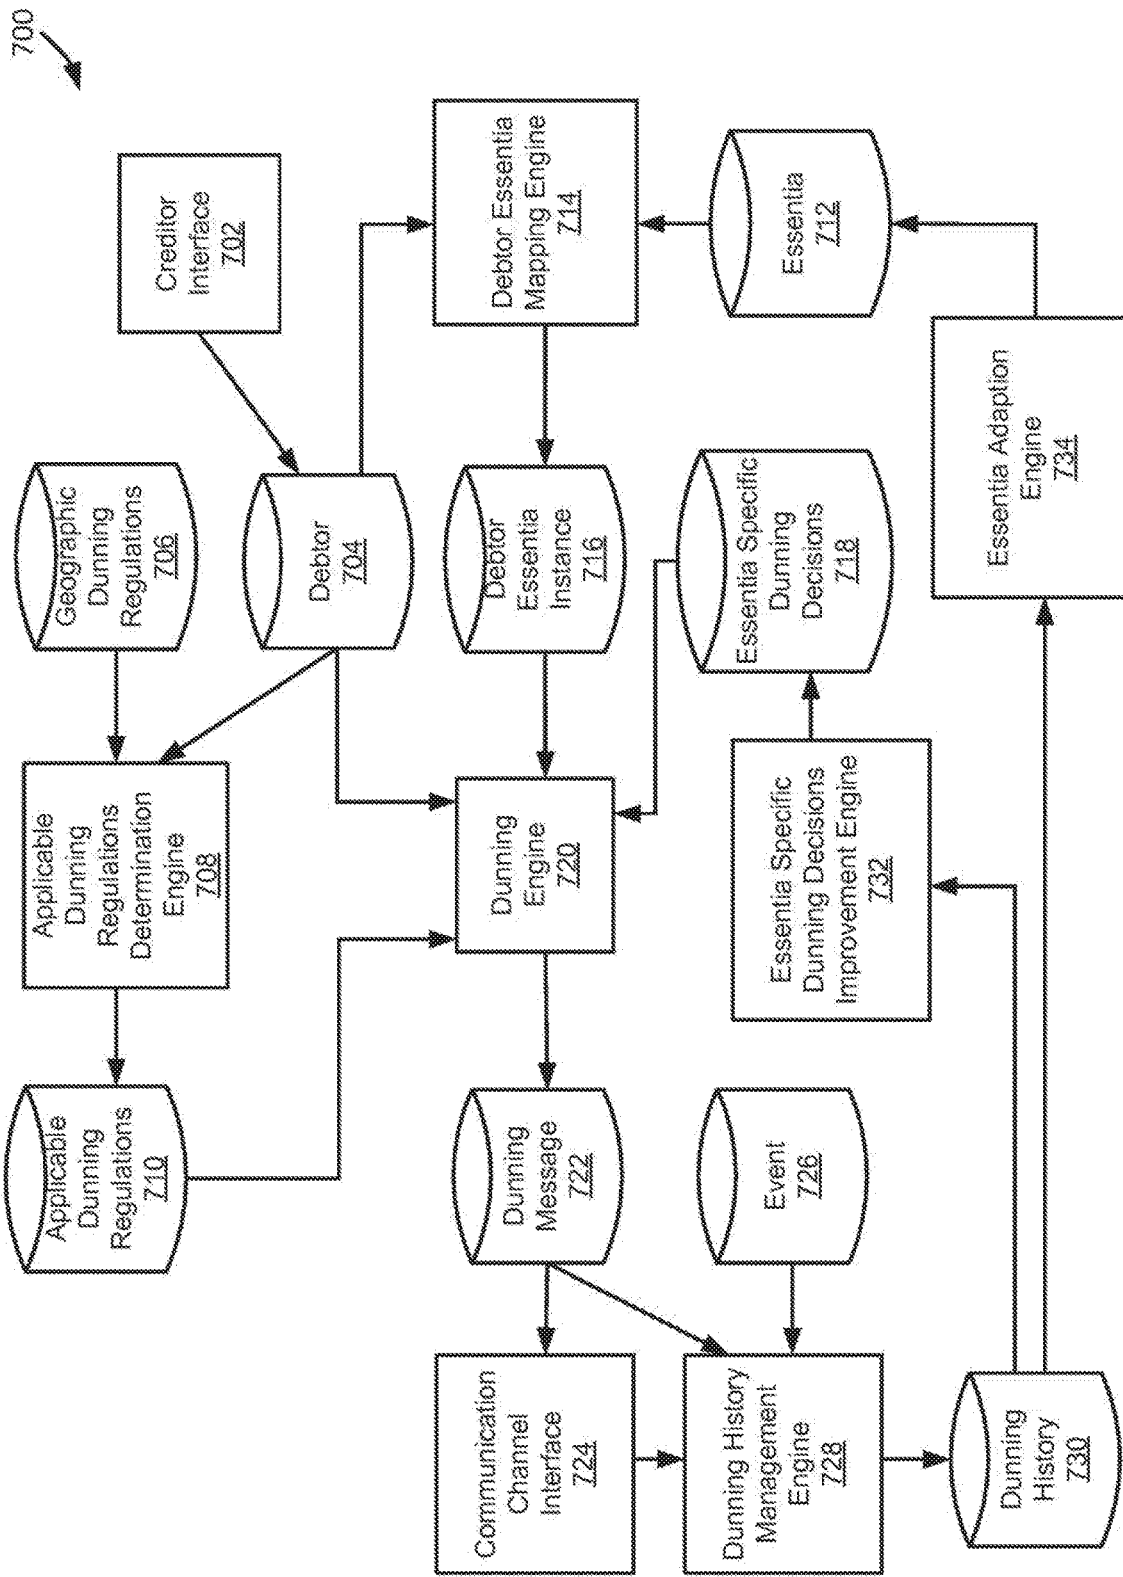 700
Creditor
Interface
702
Geographic
Dunning
Regulations
706
Debtor
704
Applicable
Dunning
Regulations
Determination
Engine
708
Applicable
Dunning
Regulations
710
Debtor Essentia
Mapping Engine
714
Essentia
712
Debtor
Essentia
Instance
716
Essentia Specific
Dunning
Decisions
718
Dunning
Engine
720
Dunning
Message
722
Communication
Channel
Interface
724
Event
726
Dunning History
Management
Engine
728
Dunning
History
730
Essentia Specific
Dunning Decisions
Improvement Engine
732
Essentia Adaption
Engine
734